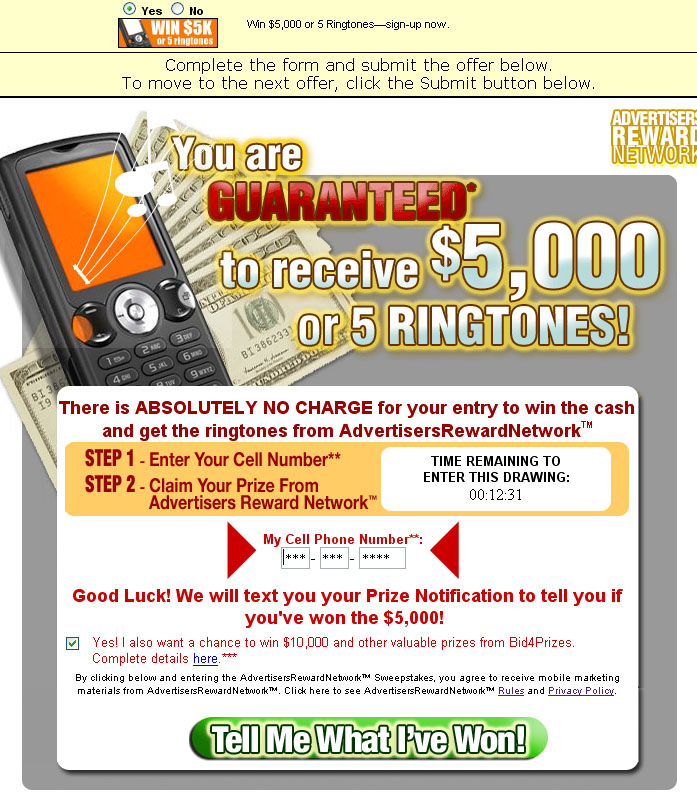 Yes No
WIN $5K
or 5 ringtones
Win $5,000 or 5 Ringtones—sign-up now.
Complete the form and submit the offer below.
To move to the next offer, click the Submit button below.
ADVERTISERS
REWARD
NETWORK
You are
GUARANTEED*
to receive $5,000
or 5 RINGTONES!
There is ABSOLUTELY NO CHARGE for your entry to win the cash
and get the ringtones from AdvertisersRewardNetwork™
STEP 1 - Enter Your Cell Number**
STEP 2 - Claim Your Prize From
Advertisers Reward Network™
TIME REMAINING TO
ENTER THIS DRAWING:
00:12:31
My Cell Phone Number**:
*** - *** - ****
Good Luck! We will text you your Prize Notification to tell you if
you've won the $5,000!
Yes! I also want a chance to win $10,000 and other valuable prizes from Bid4Prizes.
Complete details here.***
By clicking below and entering the AdvertisersRewardNetwork™ Sweepstakes, you agree to receive mobile marketing
materials from AdvertisersRewardNetwork™. Click here to see AdvertisersRewardNetwork™ Rules and Privacy Policy.
Tell Me What I've Won!